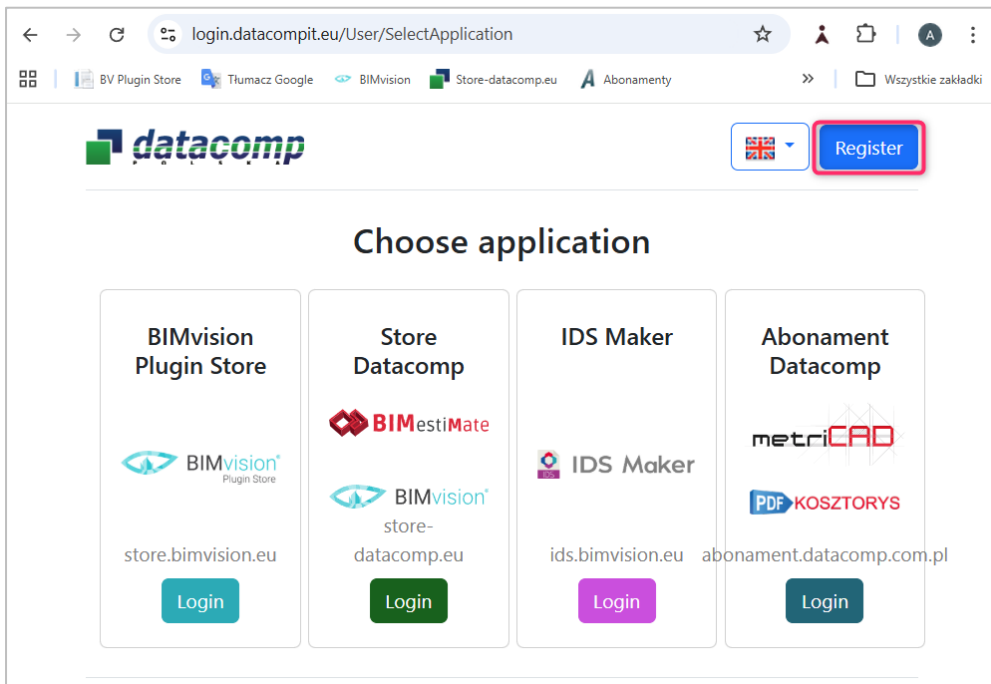 login.datacompit.eu/User/SelectApplication
A
BV Plugin Store Tłumacz Google BIMvision Store-datacomp.eu Abonamenty » Wszystkie zakładki
datacomp
POLSKA
Register
Choose application
BIMvision
Plugin Store
BIMvision®
Plugin Store
store.bimvision.eu
Login
Store
Datacomp
BIMestiMate
BIMvision®
store-
datacomp.eu
Login
IDS Maker
IDS
IDS Maker
ids.bimvision.eu
Login
Abonament
Datacomp
metriCAD
PDF KOSZTORYS
abonament.datacomp.com.pl
Login